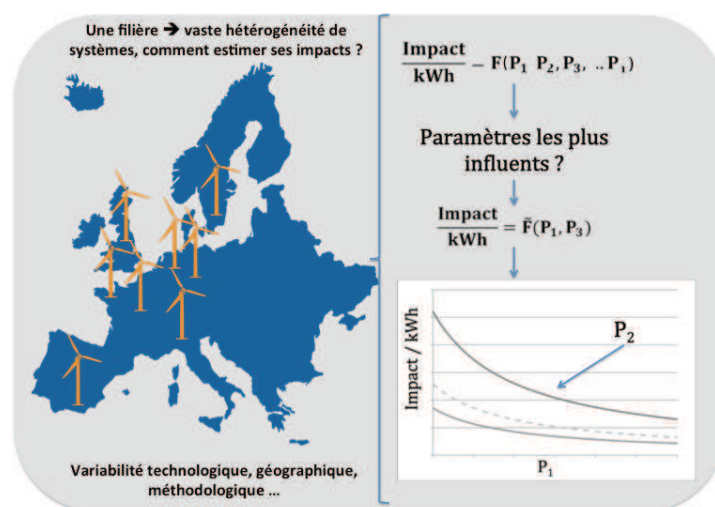 Une filière ➔ vaste hétérogénéité de
systèmes, comment estimer ses impacts ?
Variabilité technologique, géographique,
méthodologique ...
Impact
kWh
– F(P₁ P₂, P₃, .. P₁)
Paramètres les plus
influents ?
Impact
kWh
= F̃(P₁, P₃)
Impact / kWh
P₂
P₁